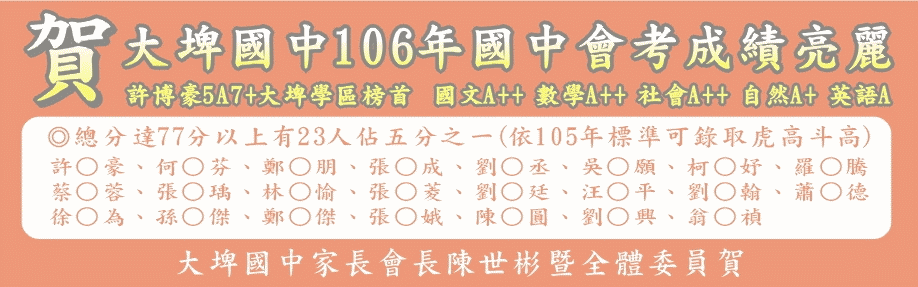 賀
大埤國中106年國中會考成績亮麗
許博豪5A7+大埤學區榜首 國文A++ 數學A++ 社會A++ 自然A+ 英語A
◎總分達77分以上有23人佔五分之一(依105年標準可錄取虎高斗高)
許○豪、何○芬、鄭○朋、張○成、劉○丞、吳○願、柯○妤、羅○騰
蔡○蓉、張○瑀、林○愉、張○菱、劉○廷、汪○平、劉○翰、蕭○德
徐○為、孫○傑、鄭○傑、張○娥、陳○圓、劉○興、翁○禎
大埤國中家長會長陳世彬暨全體委員賀